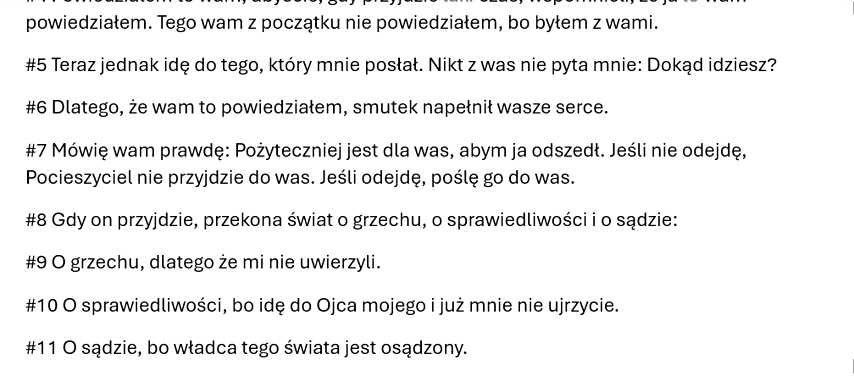 powiedziałem. Tego wam z początku nie powiedziałem, bo byłem z wami.
#5 Teraz jednak idę do tego, który mnie posłał. Nikt z was nie pyta mnie: Dokąd idziesz?
#6 Dlatego, że wam to powiedziałem, smutek napełnił wasze serce.
#7 Mówię wam prawdę: Pożyteczniej jest dla was, abym ja odszedł. Jeśli nie odejdę,
Pocieszyciel nie przyjdzie do was. Jeśli odejdę, poślę go do was.
#8 Gdy on przyjdzie, przekona świat o grzechu, o sprawiedliwości i o sądzie:
#9 O grzechu, dlatego że mi nie uwierzyli.
#10 O sprawiedliwości, bo idę do Ojca mojego i już mnie nie ujrzycie.
#11 O sądzie, bo władca tego świata jest osądzony.